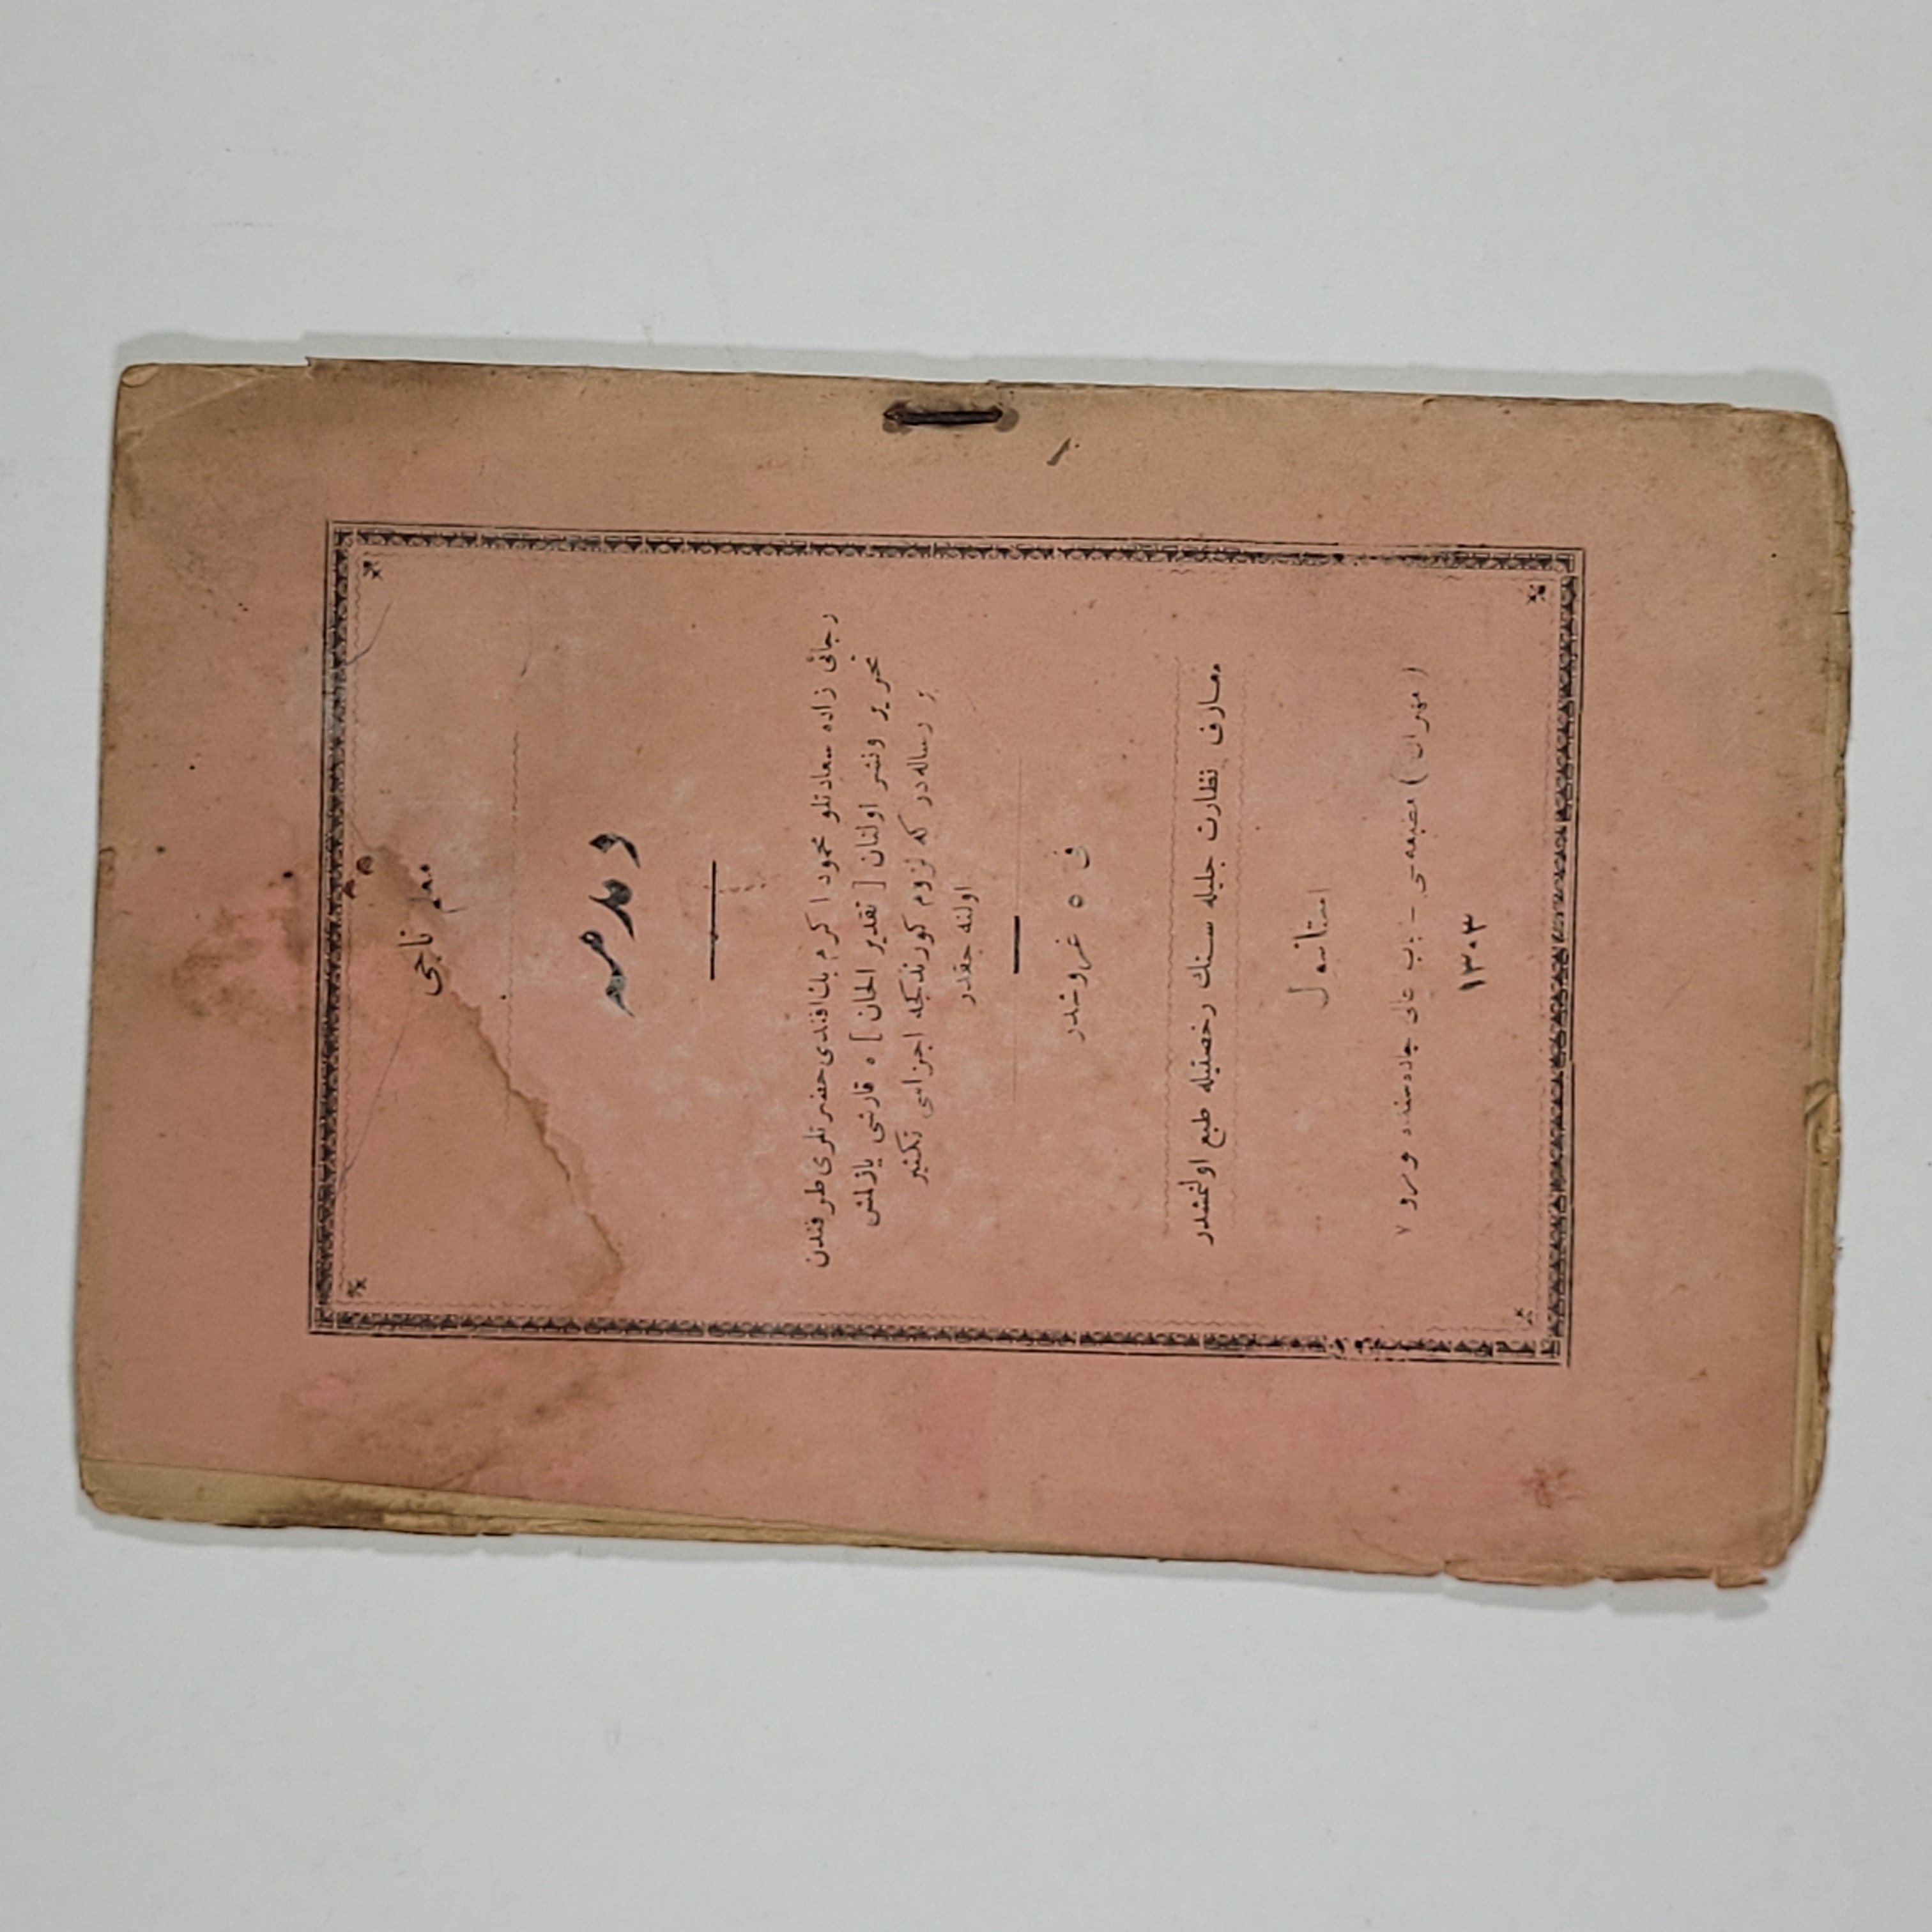 معلم ناجی
دمدمه
رجائی زاده سعادتلو محمود اکرم بك افندی حضرتلری طرفندن
تحریر ونشر اولنان [ تقدیر الحان ] ه قارشی یازلمش
بر رساله در که لزوم کورندکجه اجزاسی تکثیر
اولنه جقدر
فی ٥ غروشدر
معارف نظارت جلیله سنك رخصتیله طبع اولنمشدر
استانبول
( مهران ) مطبعه سی - باب عالی جاده سنده نومرو ٧
١٣٠٣